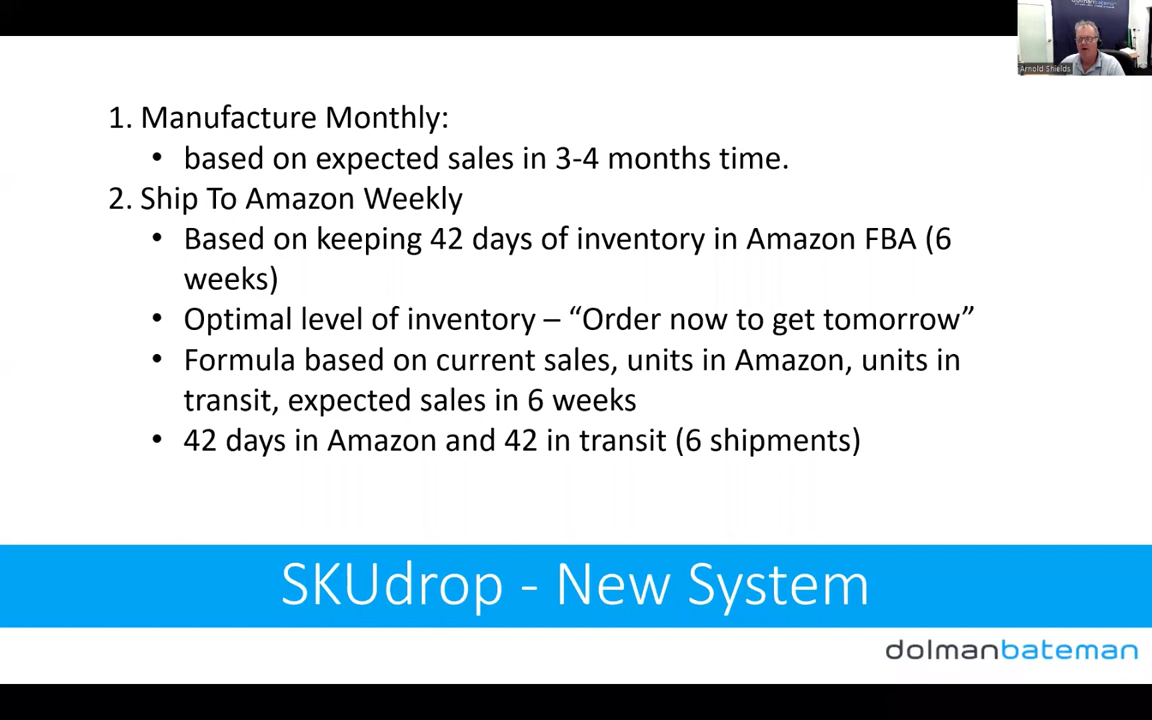 dolmanbateman
Arnold Shields
1. Manufacture Monthly:
• based on expected sales in 3-4 months time.
2. Ship To Amazon Weekly
• Based on keeping 42 days of inventory in Amazon FBA (6
weeks)
• Optimal level of inventory – “Order now to get tomorrow”
• Formula based on current sales, units in Amazon, units in
transit, expected sales in 6 weeks
• 42 days in Amazon and 42 in transit (6 shipments)
SKUdrop - New System
dolmanbateman